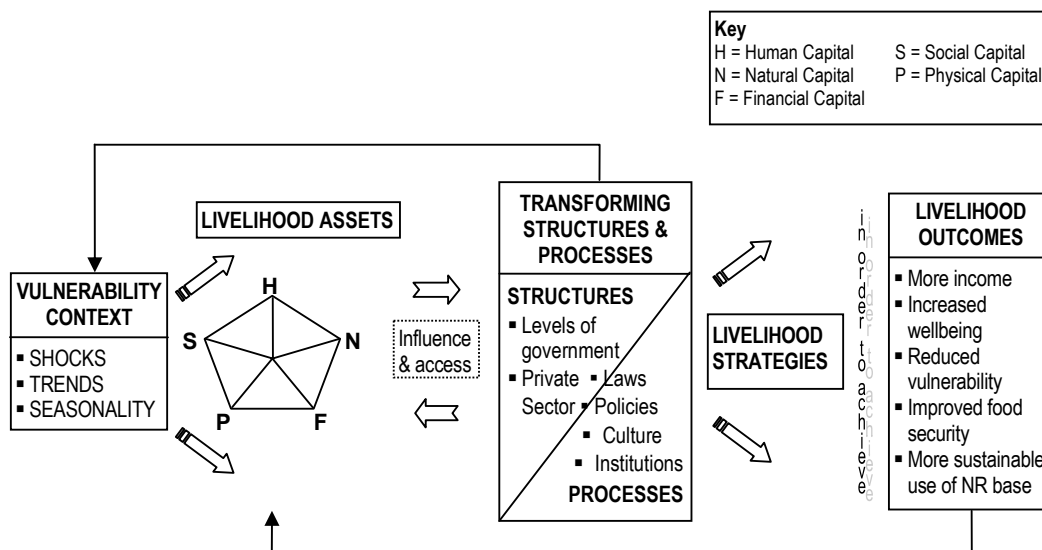 Key
H = Human Capital S = Social Capital
N = Natural Capital P = Physical Capital
F = Financial Capital
LIVELIHOOD ASSETS
VULNERABILITY
CONTEXT
▪ SHOCKS
▪ TRENDS
▪ SEASONALITY
H
S
N
P
F
Influence
& access
TRANSFORMING
STRUCTURES &
PROCESSES
STRUCTURES
▪ Levels of
government
▪ Private ▪ Laws
Sector ▪ Policies
▪ Culture
▪ Institutions
PROCESSES
LIVELIHOOD
STRATEGIES
in order to achieve
LIVELIHOOD
OUTCOMES
▪ More income
▪ Increased
wellbeing
▪ Reduced
vulnerability
▪ Improved food
security
▪ More sustainable
use of NR base